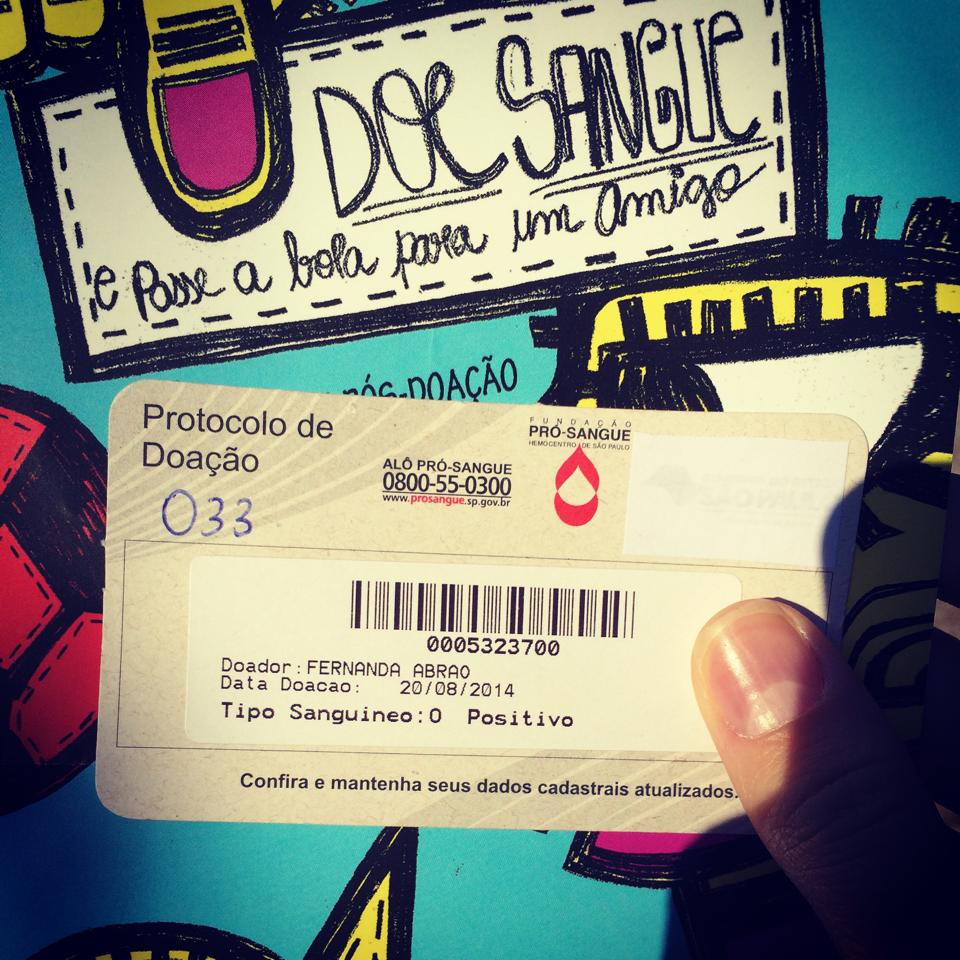 DOE SANGUE
e passe a bola para um amigo
PÓS-DOAÇÃO
Protocolo de
Doação
033
ALÔ PRÓ-SANGUE
0800-55-0300
www.prosangue.sp.gov.br
FUNDAÇÃO
PRÓ-SANGUE
HEMOCENTRO DE SÃO PAULO
0005323700
Doador:FERNANDA ABRAO
Data Doacao: 20/08/2014
Tipo Sanguineo:O Positivo
Confira e mantenha seus dados cadastrais atualizados.